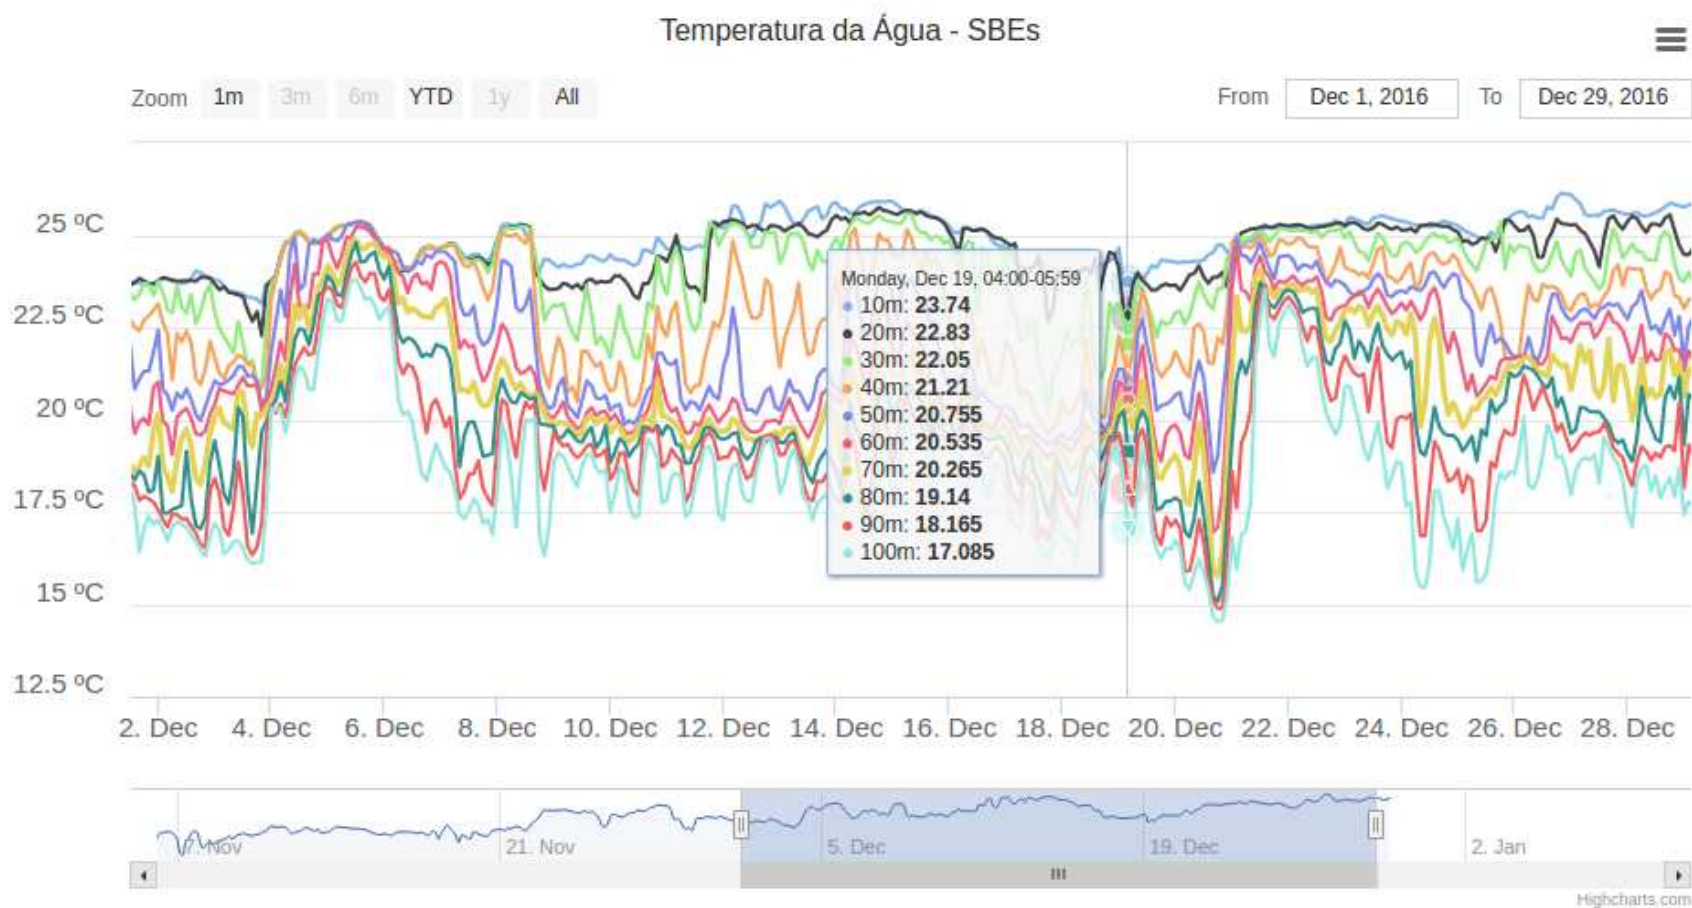 Temperatura da Água - SBEs
Zoom 1m 3m 6m YTD 1y All From Dec 1, 2016 To Dec 29, 2016
25 ºC
22.5 ºC
20 ºC
17.5 ºC
15 ºC
12.5 ºC
Monday, Dec 19, 04:00-05:59
10m: 23.74
20m: 22.83
30m: 22.05
40m: 21.21
50m: 20.755
60m: 20.535
70m: 20.265
80m: 19.14
90m: 18.165
100m: 17.085
2. Dec 4. Dec 6. Dec 8. Dec 10. Dec 12. Dec 14. Dec 16. Dec 18. Dec 20. Dec 22. Dec 24. Dec 26. Dec 28. Dec
7. Nov 21. Nov 5. Dec 19. Dec 2. Jan
Highcharts.com